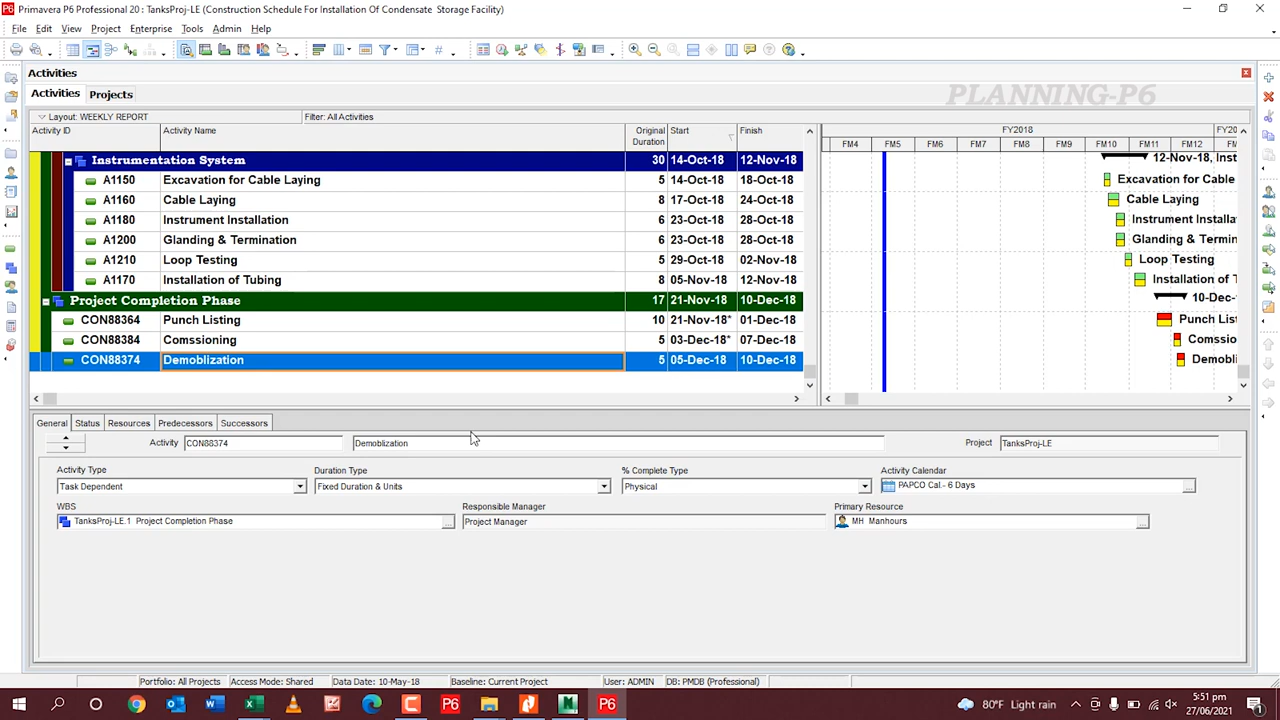 Primavera P6 Professional 20 : TanksProj-LE (Construction Schedule For Installation Of Condensate Storage Facility)
File Edit View Project Enterprise Tools Admin Help
Activities
Activities Projects
PLANNING-P6
Layout: WEEKLY REPORT Filter: All Activities
Activity ID Activity Name Original Duration Start Finish
FY2018 FY20
FM4 FM5 FM6 FM7 FM8 FM9 FM10 FM11 FM12 FM
Instrumentation System 30 14-Oct-18 12-Nov-18 12-Nov-18, Inst
A1150 Excavation for Cable Laying 5 14-Oct-18 18-Oct-18 Excavation for Cable
A1160 Cable Laying 8 17-Oct-18 24-Oct-18 Cable Laying
A1180 Instrument Installation 6 23-Oct-18 28-Oct-18 Instrument Installa
A1200 Glanding & Termination 6 23-Oct-18 28-Oct-18 Glanding & Termin
A1210 Loop Testing 5 29-Oct-18 02-Nov-18 Loop Testing
A1170 Installation of Tubing 8 05-Nov-18 12-Nov-18 Installation of T
Project Completion Phase 17 21-Nov-18 10-Dec-18 10-Dec-
CON88364 Punch Listing 10 21-Nov-18* 01-Dec-18 Punch List
CON88384 Comssioning 5 03-Dec-18* 07-Dec-18 Comssio
CON88374 Demoblization 5 05-Dec-18 10-Dec-18 Demobli
General Status Resources Predecessors Successors
Activity CON88374 Demoblization Project TanksProj-LE
Activity Type Duration Type % Complete Type Activity Calendar
Task Dependent Fixed Duration & Units Physical PAPCO Cal.- 6 Days
WBS Responsible Manager Primary Resource
TanksProj-LE.1 Project Completion Phase Project Manager MH Manhours
Portfolio: All Projects Access Mode: Shared Data Date: 10-May-18 Baseline: Current Project User: ADMIN DB: PMDB (Professional)
80°F Light rain
5:51 pm
27/06/2021